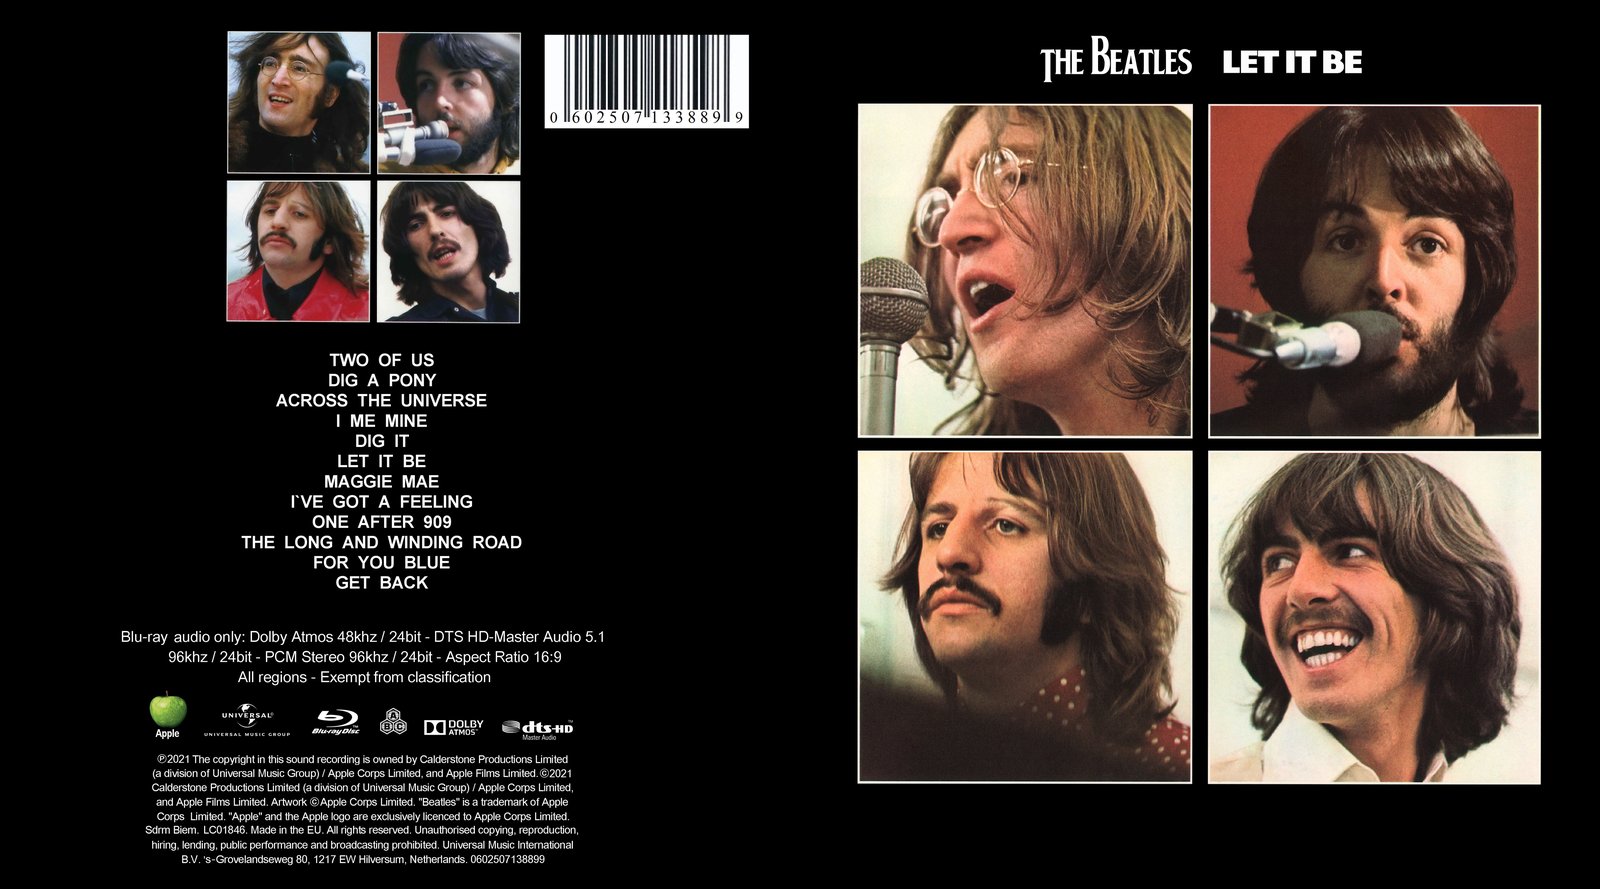 0 602507 133889 9
TWO OF US
DIG A PONY
ACROSS THE UNIVERSE
I ME MINE
DIG IT
LET IT BE
MAGGIE MAE
I`VE GOT A FEELING
ONE AFTER 909
THE LONG AND WINDING ROAD
FOR YOU BLUE
GET BACK
Blu-ray audio only: Dolby Atmos 48khz / 24bit - DTS HD-Master Audio 5.1
96khz / 24bit - PCM Stereo 96khz / 24bit - Aspect Ratio 16:9
All regions - Exempt from classification
Apple
UNIVERSAL
UNIVERSAL MUSIC GROUP
Blu-ray Disc
ABC
DOLBY ATMOS
dts-HD
Master Audio
℗2021 The copyright in this sound recording is owned by Calderstone Productions Limited
(a division of Universal Music Group) / Apple Corps Limited, and Apple Films Limited. ©2021
Calderstone Productions Limited (a division of Universal Music Group) / Apple Corps Limited,
and Apple Films Limited. Artwork ©Apple Corps Limited. "Beatles" is a trademark of Apple
Corps Limited. "Apple" and the Apple logo are exclusively licenced to Apple Corps Limited.
Sdrm Biem. LC01846. Made in the EU. All rights reserved. Unauthorised copying, reproduction,
hiring, lending, public performance and broadcasting prohibited. Universal Music International
B.V. 's-Grovelandseweg 80, 1217 EW Hilversum, Netherlands. 0602507138899
THE BEATLES LET IT BE